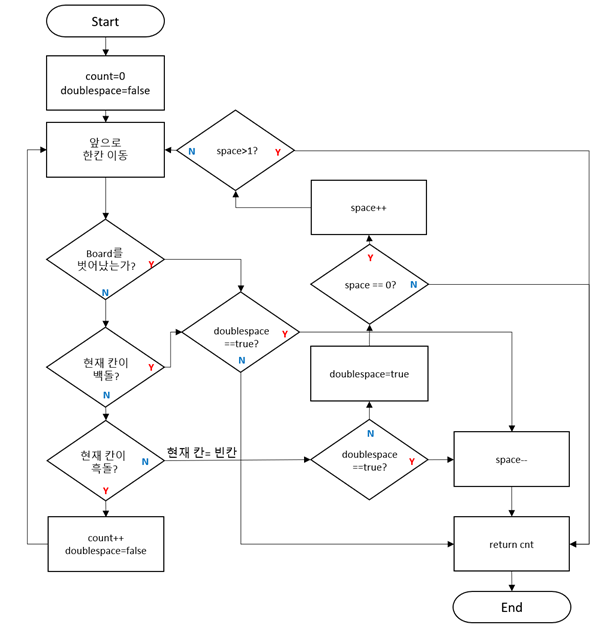 Start
count=0
doublespace=false
앞으로
한칸 이동
N
space>1?
Y
space++
Board를
벗어났는가?
Y
N
Y
space == 0?
N
doublespace
==true?
Y
N
현재 칸이
백돌?
Y
N
doublespace=true
현재 칸이
흑돌?
N
Y
현재 칸= 빈칸
N
doublespace
==true?
Y
space--
count++
doublespace=false
return cnt
End